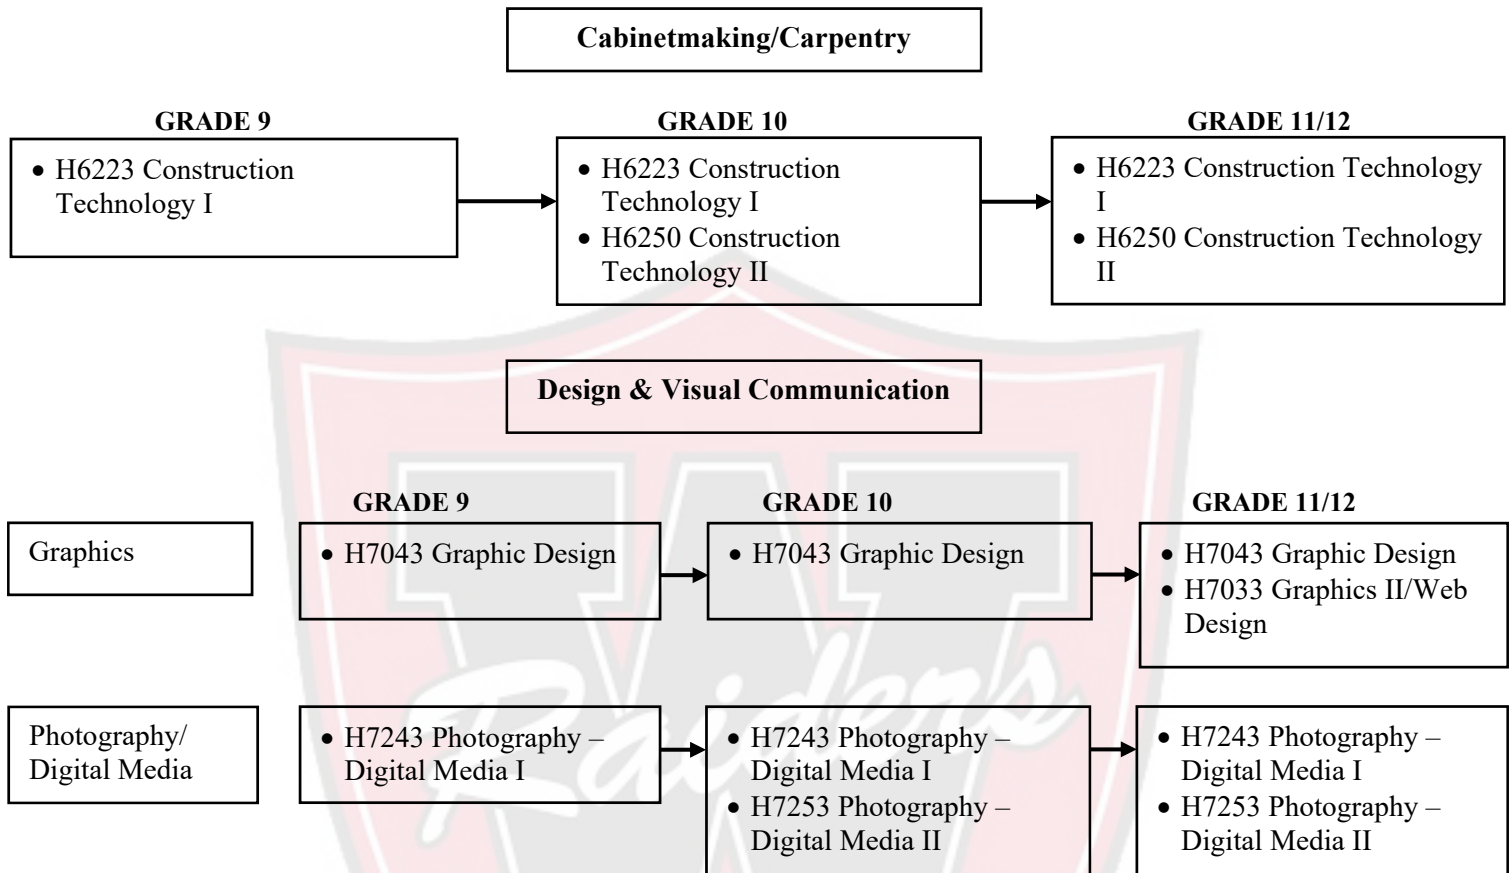 Cabinetmaking/Carpentry
GRADE 9
GRADE 10
GRADE 11/12
• H6223 Construction
Technology I
• H6223 Construction
Technology I
• H6250 Construction
Technology II
• H6223 Construction Technology
I
• H6250 Construction Technology
II
Design & Visual Communication
GRADE 9
GRADE 10
GRADE 11/12
Graphics
• H7043 Graphic Design
• H7043 Graphic Design
• H7043 Graphic Design
• H7033 Graphics II/Web
Design
Photography/
Digital Media
• H7243 Photography –
Digital Media I
• H7243 Photography –
Digital Media I
• H7253 Photography –
Digital Media II
• H7243 Photography –
Digital Media I
• H7253 Photography –
Digital Media II
W
Raiders